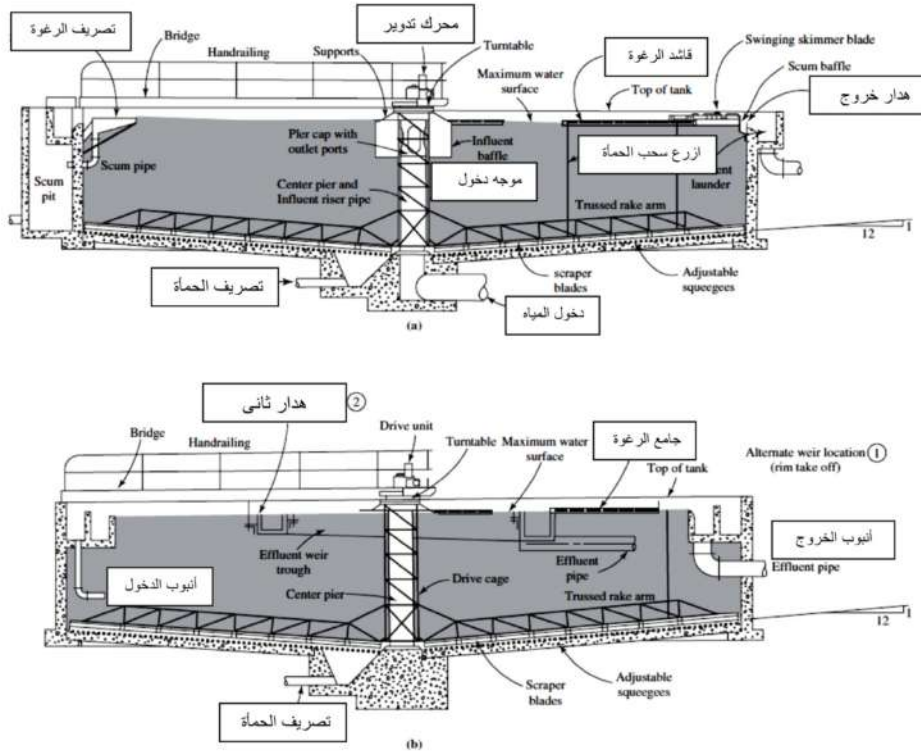 محرك تدوير
تصريف الرغوة
Bridge
Handrailing
Supports
Turntable
قاشد الرغوة
Swinging skimmer blade
Maximum water
surface
Top of tank
Scum baffle
هدار خروج
Pler cap with
outlet ports
Influent
baffle
ازرع سحب الحمأة
launder
Scum pipe
Scum
pit
موجه دخول
Center pier and
Influent riser pipe
Trussed rake arm
12
1
تصريف الحمأة
scraper
blades
Adjustable
squeegees
دخول المياه
(a)
هدار ثانى
2
Drive unit
جامع الرغوة
Bridge
Handrailing
Turntable
Maximum water
surface
Top of tank
Alternate weir location 1
(rim take off)
أنبوب الخروج
Effluent pipe
Effluent weir
trough
Effluent
pipe
أنبوب الدخول
Center pier
Drive cage
Trussed rake arm
12
1
Scraper
blades
Adjustable
squeegees
تصريف الحمأة
(b)